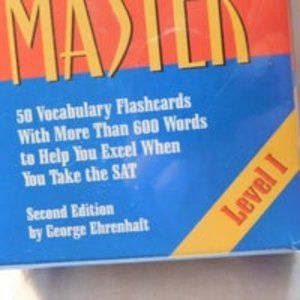 MASTER
50 Vocabulary Flashcards
With More Than 600 Words
to Help You Excel When
You Take the SAT
Second Edition
by George Ehrenhaft
Level I